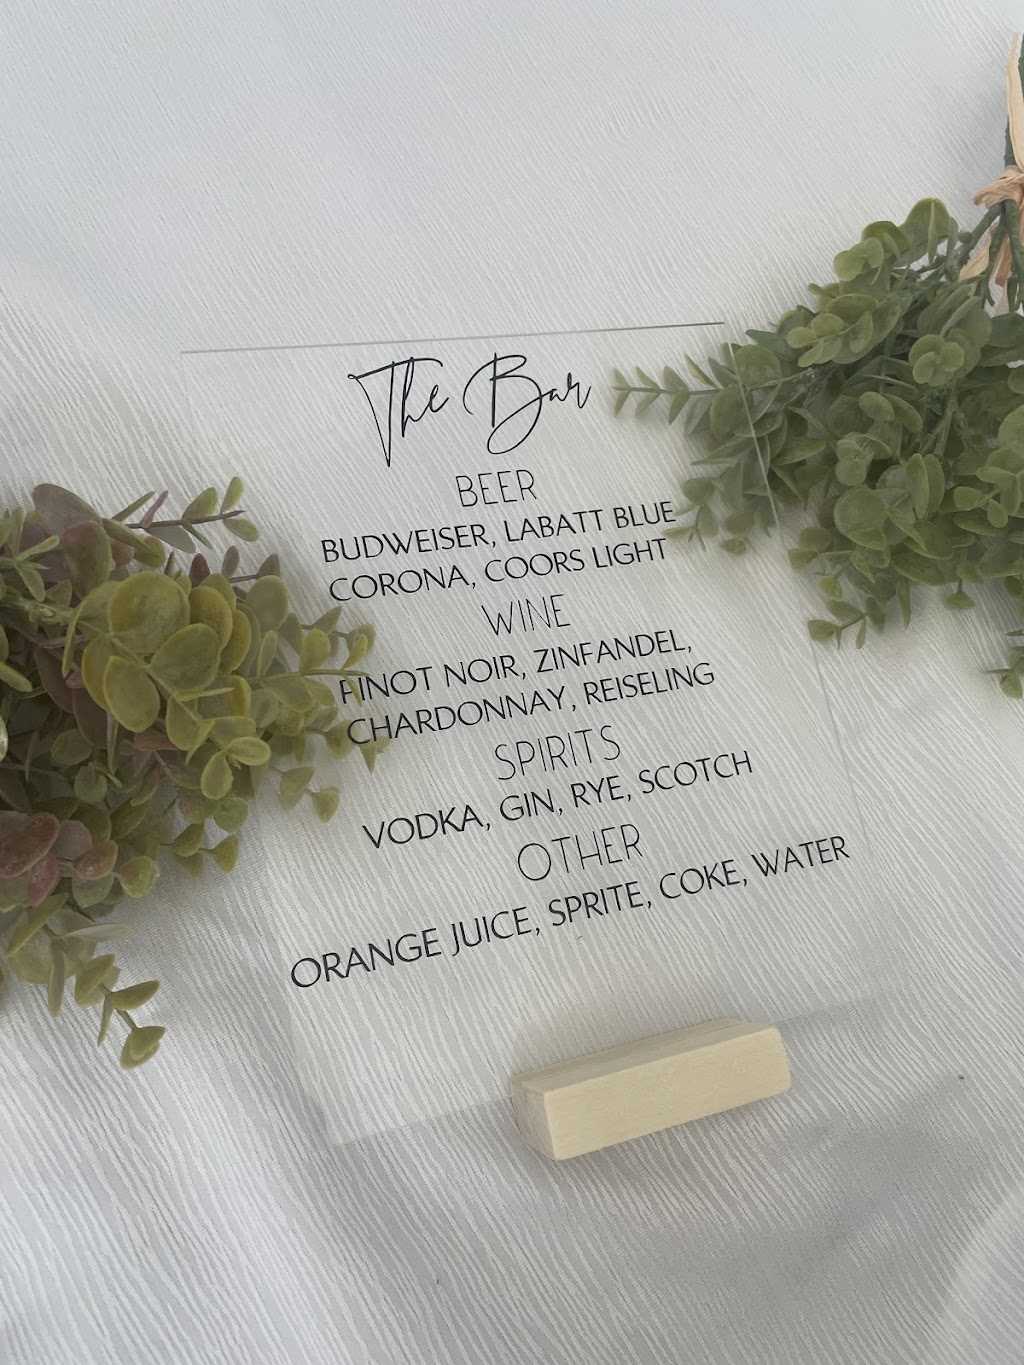 The Bar
BEER
BUDWEISER, LABATT BLUE
CORONA, COORS LIGHT
WINE
PINOT NOIR, ZINFANDEL,
CHARDONNAY, REISELING
SPIRITS
VODKA, GIN, RYE, SCOTCH
OTHER
ORANGE JUICE, SPRITE, COKE, WATER